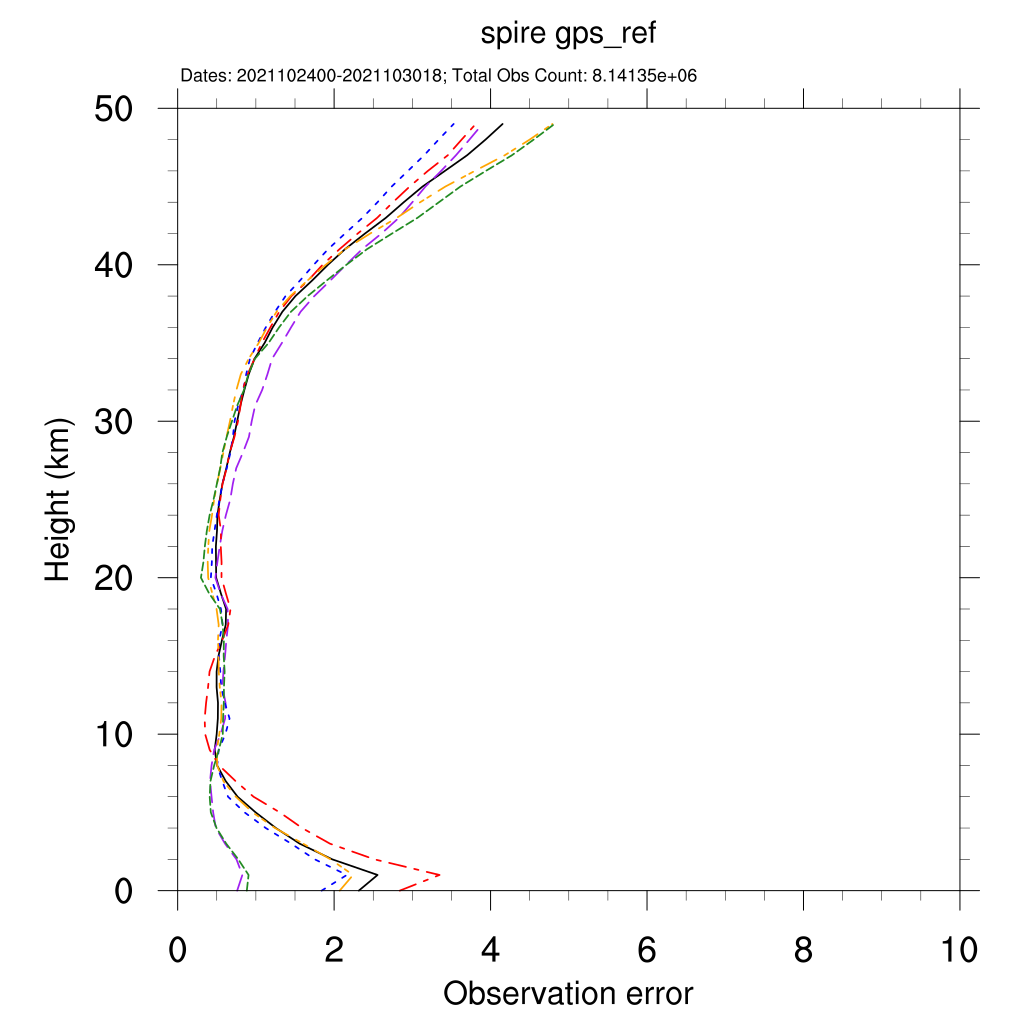 spire gps_ref
Dates: 2021102400-2021103018; Total Obs Count: 8.14135e+06
50
40
30
20
10
0
Height (km)
0 2 4 6 8 10
Observation error